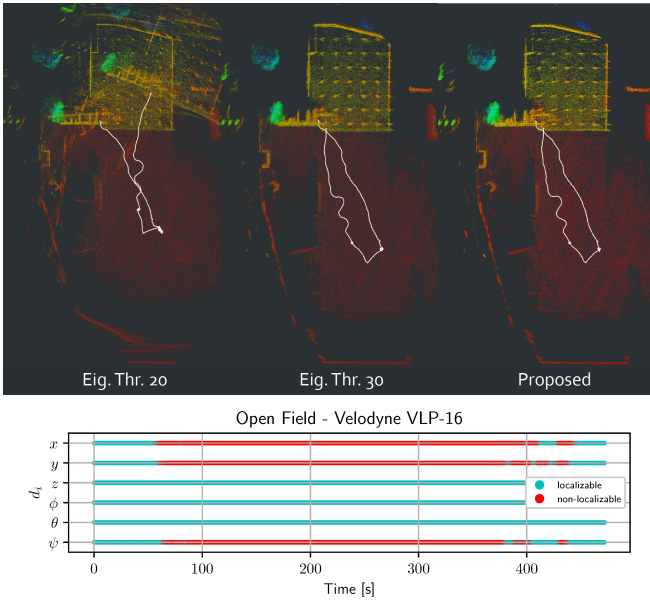 Eig. Thr. 20
Eig. Thr. 30
Proposed
Open Field - Velodyne VLP-16
d_i
x
y
z
ϕ
θ
ψ
localizable
non-localizable
0 100 200 300 400
Time [s]